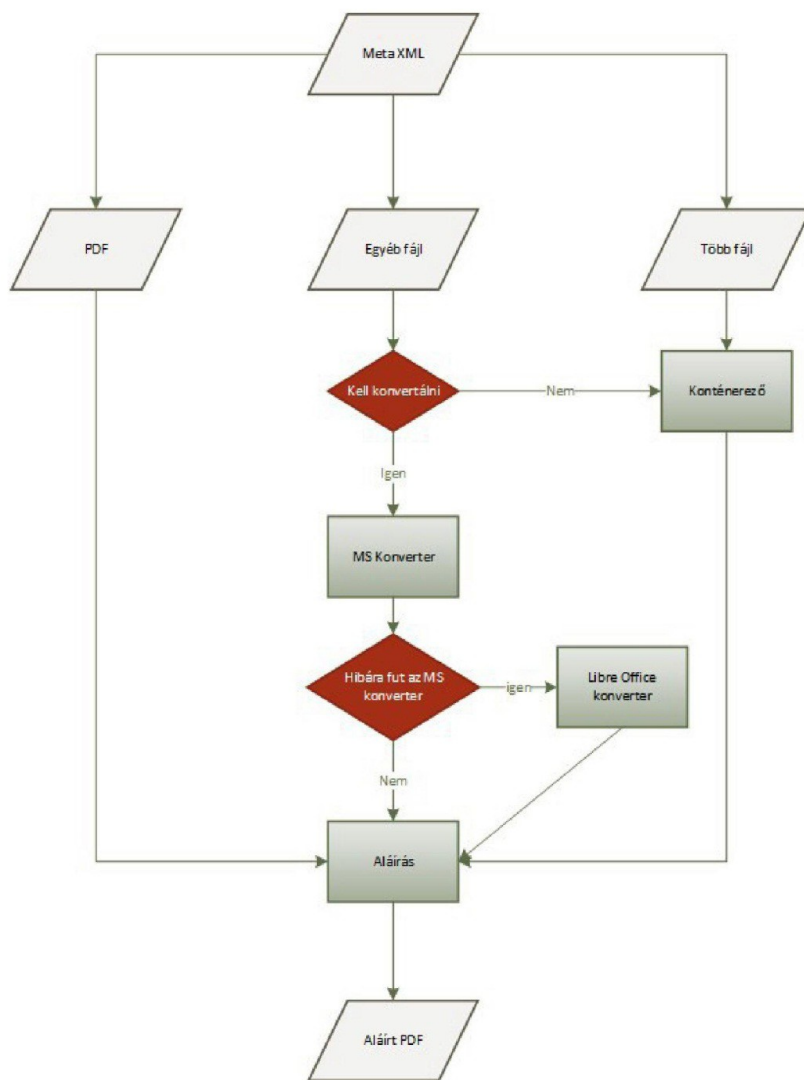 Meta XML
PDF
Egyéb fájl
Több fájl
Kell konvertálni
Nem
Konténerező
Igen
MS Konverter
Hibára fut az MS
konverter
igen
Libre Office
konverter
Nem
Aláírás
Aláírt PDF